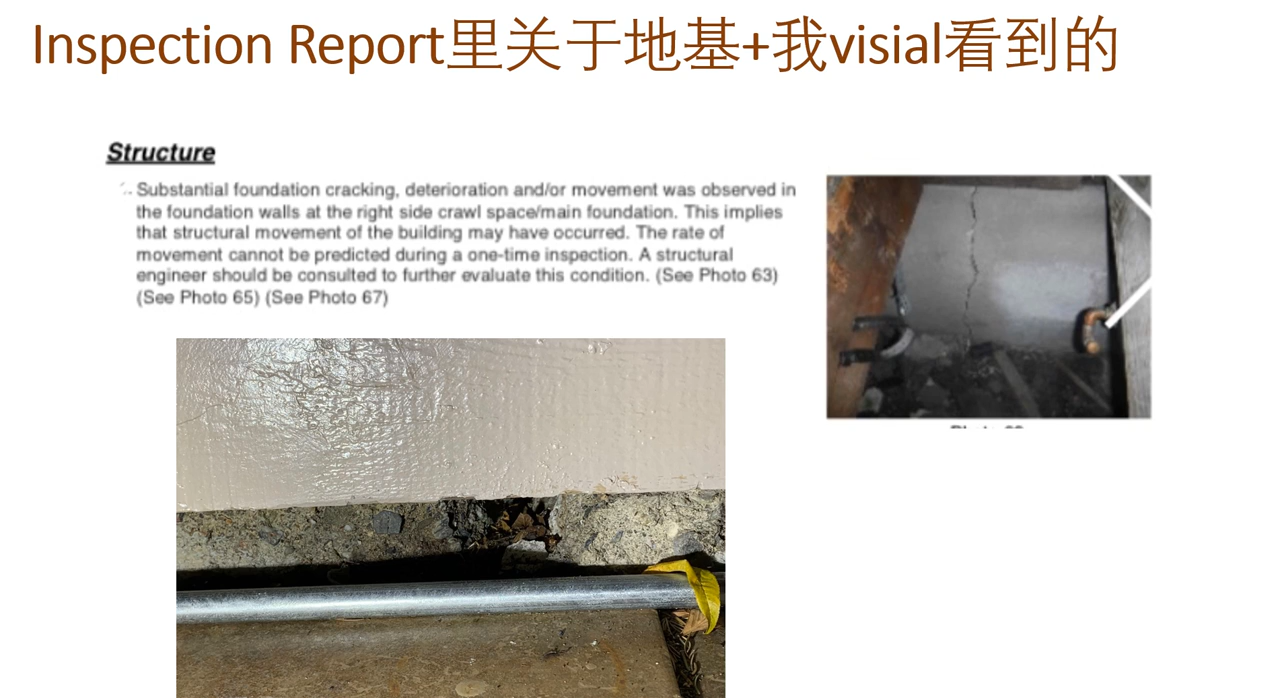 Inspection Report里关于地基+我visial看到的
Structure
Substantial foundation cracking, deterioration and/or movement was observed in
the foundation walls at the right side crawl space/main foundation. This implies
that structural movement of the building may have occurred. The rate of
movement cannot be predicted during a one-time inspection. A structural
engineer should be consulted to further evaluate this condition. (See Photo 63)
(See Photo 65) (See Photo 67)